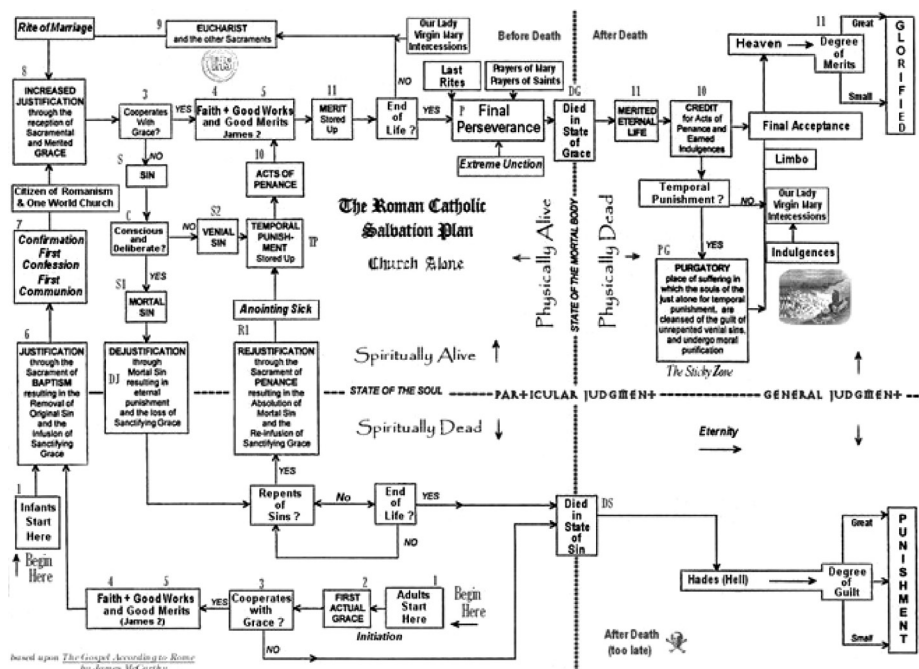 Rite of Marriage
9
EUCHARIST
and the other Sacraments
Our Lady
Virgin Mary
Intercessions
Before Death
After Death
11
Heaven
Degree
of
Merits
Great
Small
GLORIFIED
8
INCREASED
JUSTIFICATION
through the
reception of
Sacramental
and Merited
GRACE
3
Cooperates
With
Grace?
YES
NO
4
5
Faith + Good Works
and Good Merits
James 2
11
MERIT
Stored
Up
End
of
Life ?
NO
YES
Last
Rites
Prayers of Mary
Prayers of Saints
P
Final
Perseverance
Extreme Unction
DG
Died
in
State
of
Grace
11
MERITED
ETERNAL
LIFE
10
CREDIT
for Acts of
Penance and
Earned
Indulgences
Final Acceptance
Limbo
Temporal
Punishment ?
NO
YES
Our Lady
Virgin Mary
Intercessions
Indulgences
S
SIN
10
ACTS OF
PENANCE
Citizen of Romanism
& One World Church
7
Confirmation
First
Confession
First
Communion
C
Conscious
and
Deliberate?
NO
YES
S2
VENIAL
SIN
TEMPORAL
PUNISH-
MENT
Stored Up
TP
The Roman Catholic
Salbation Plan
Church Alone
Physically Alive
STATE OF THE MORTAL BODY
Physically Dead
PG
PURGATORY
place of suffering in
which the souls of the
just alone for temporal
punishment, are
cleansed of the guilt of
unrepented venial sins,
and undergo moral
purification
The Sticky Zone
S1
MORTAL
SIN
Anointing Sick
6
JUSTIFICATION
through the
Sacrament of
BAPTISM
resulting in the
Removal of
Original Sin
and the
Infusion of
Sanctifying
Grace
DJ
DEJUSTIFICATION
through
Mortal Sin
resulting in
eternal
punishment
and the loss of
Sanctifying Grace
R1
REJUSTIFICATION
through the
Sacrament of
PENANCE
resulting in the
Absolution of
Mortal Sin
and the
Re-infusion of
Sanctifying Grace
Spiritually Alive
STATE OF THE SOUL
PARTICULAR JUDGMENT
GENERAL JUDGMENT
Spiritually Dead
Eternity
1
Infants
Start
Here
Begin
Here
YES
Repents
of
Sins ?
No
End
of
Life ?
YES
NO
Died
in
State
of
Sin
DS
Hades (Hell)
Degree
of
Guilt
Great
Small
PUNISHMENT
4
5
Faith + Good Works
and Good Merits
(James 2)
YES
3
Cooperates
with
Grace ?
NO
2
FIRST
ACTUAL
GRACE
Initiation
1
Adults
Start
Here
Begin
Here
After Death
(too late)
based upon The Gospel According to Rome
by James McCarthy